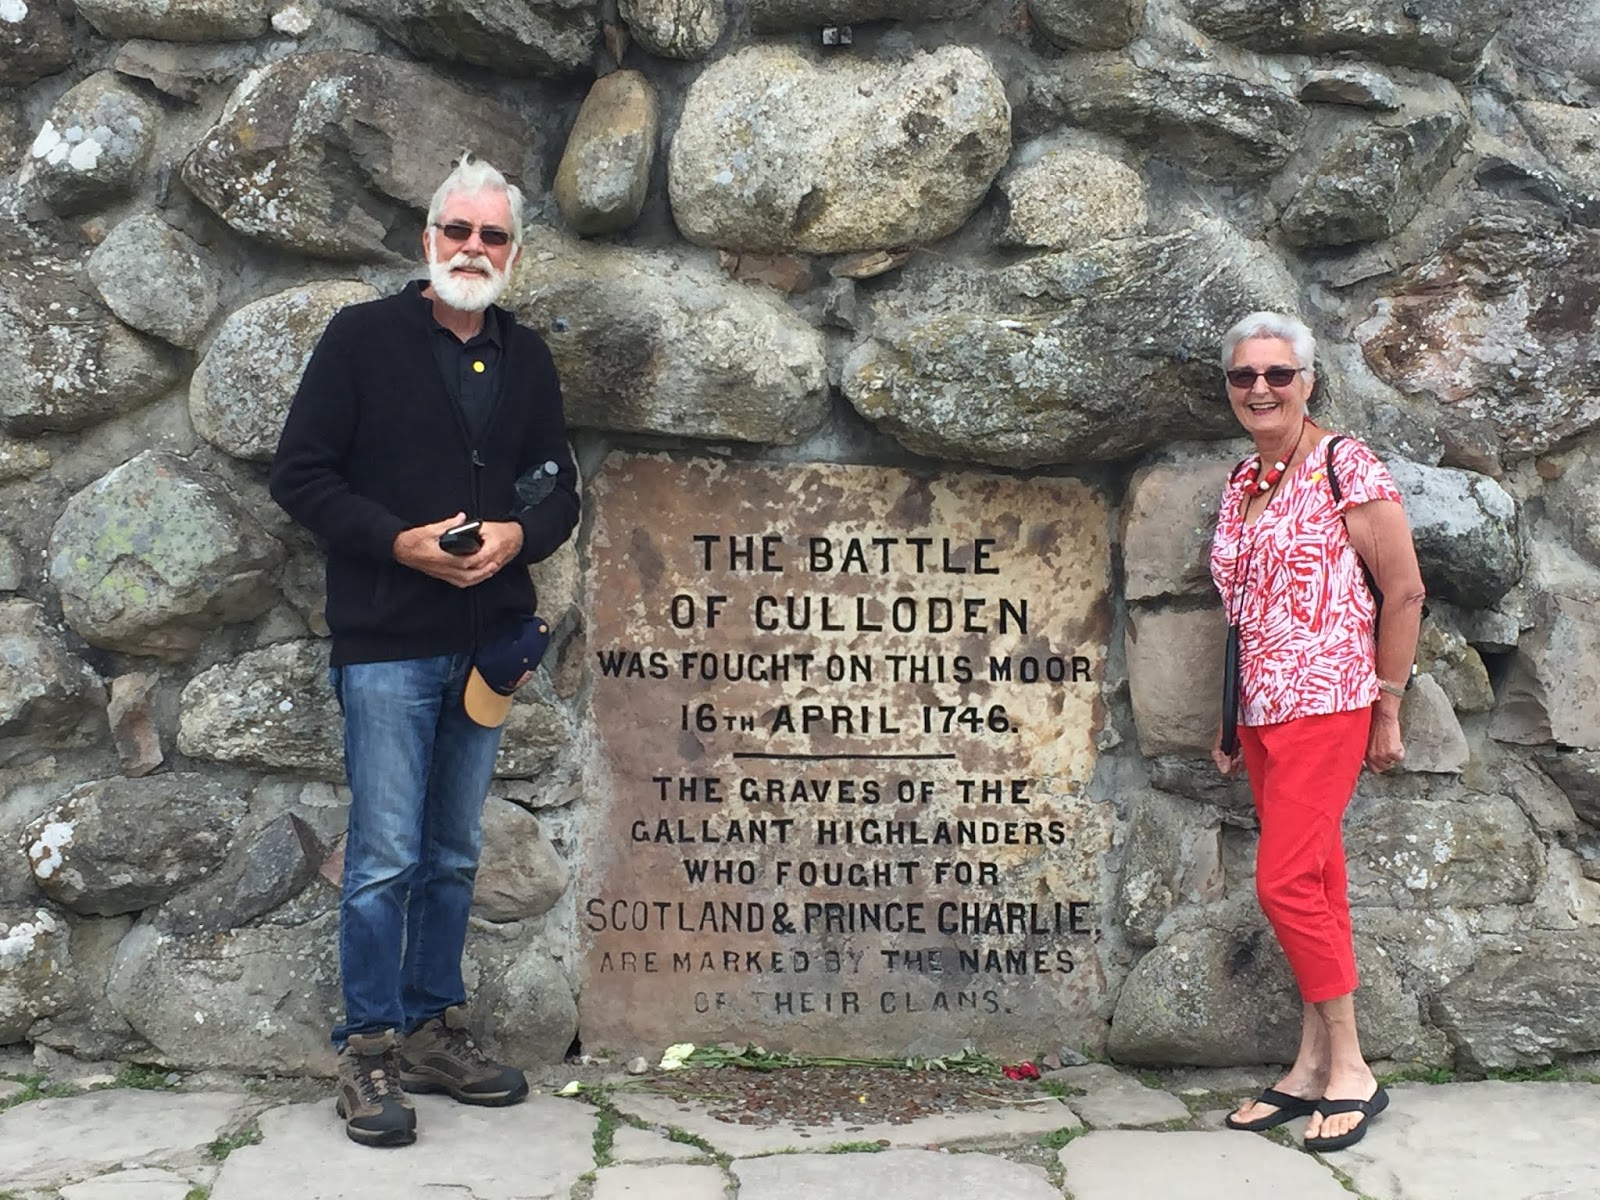 THE BATTLE
OF CULLODEN
WAS FOUGHT ON THIS MOOR
16TH APRIL 1746.
THE GRAVES OF THE
GALLANT HIGHLANDERS
WHO FOUGHT FOR
SCOTLAND & PRINCE CHARLIE.
ARE MARKED BY THE NAMES
OF THEIR CLANS.